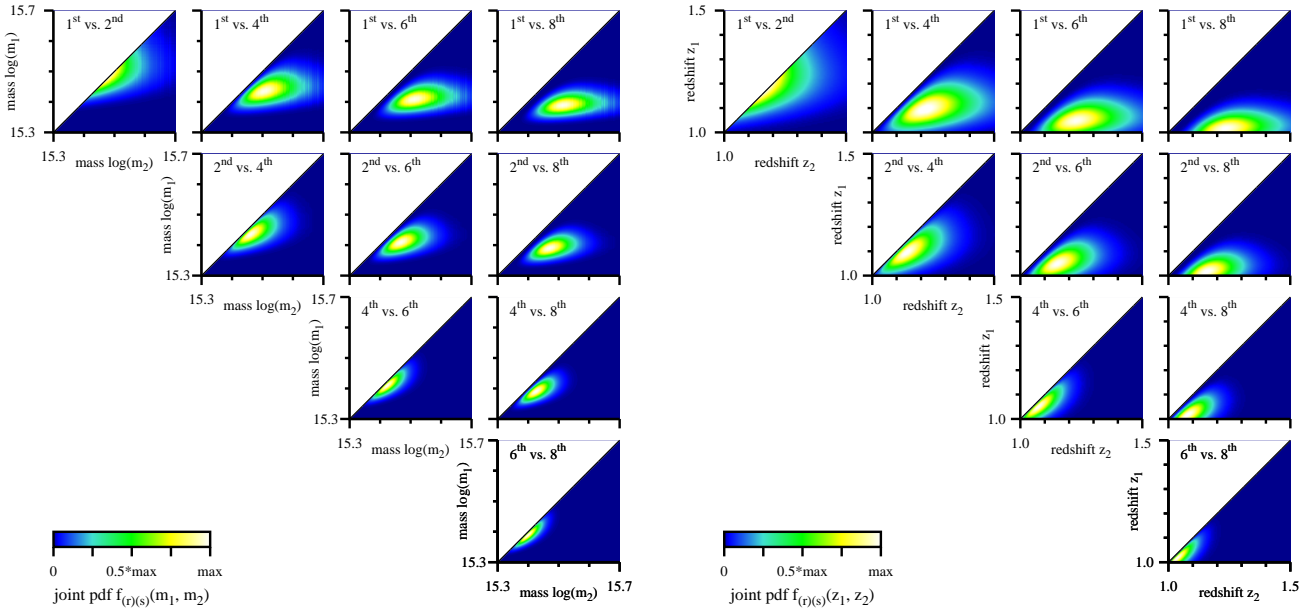 15.7
1st vs. 2nd
1st vs. 4th
1st vs. 6th
1st vs. 8th
mass log(m1)
15.3
15.3
15.7
mass log(m2)
2nd vs. 4th
2nd vs. 6th
2nd vs. 8th
mass log(m1)
15.3
15.3
15.7
mass log(m2)
4th vs. 6th
4th vs. 8th
mass log(m1)
15.3
15.3
15.7
mass log(m2)
6th vs. 8th
mass log(m1)
15.3
15.3
15.7
mass log(m2)
0
0.5*max
max
joint pdf f(r)(s)(m1, m2)
1.5
1st vs. 2nd
1st vs. 4th
1st vs. 6th
1st vs. 8th
redshift z1
1.0
1.0
1.5
redshift z2
2nd vs. 4th
2nd vs. 6th
2nd vs. 8th
redshift z1
1.0
1.0
1.5
redshift z2
4th vs. 6th
4th vs. 8th
redshift z1
1.0
1.0
1.5
redshift z2
6th vs. 8th
redshift z1
1.0
1.0
1.5
redshift z2
0
0.5*max
max
joint pdf f(r)(s)(z1, z2)